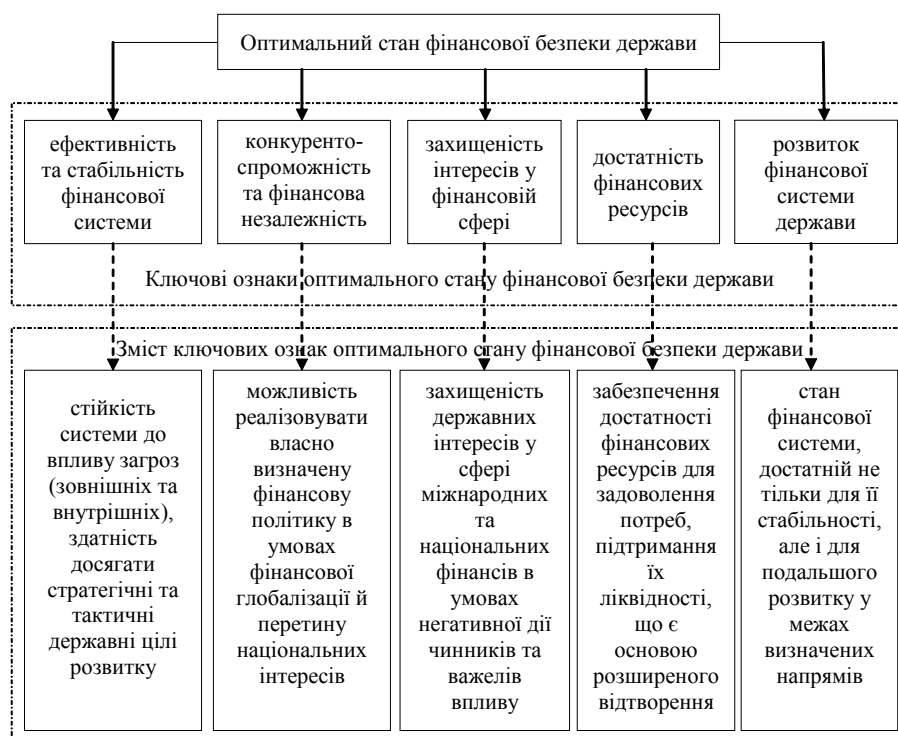 Оптимальний стан фінансової безпеки держави
ефективність
та стабільність
фінансової
системи
конкуренто-
спроможність
та фінансова
незалежність
захищеність
інтересів у
фінансовій
сфері
достатність
фінансових
ресурсів
розвиток
фінансової
системи
держави
Ключові ознаки оптимального стану фінансової безпеки держави
Зміст ключових ознак оптимального стану фінансової безпеки держави
стійкість
системи до
впливу загроз
(зовнішніх та
внутрішніх),
здатність
досягати
стратегічні та
тактичні
державні цілі
розвитку
можливість
реалізовувати
власно
визначену
фінансову
політику в
умовах
фінансової
глобалізації й
перетину
національних
інтересів
захищеність
державних
інтересів у
сфері
міжнародних
та
національних
фінансів в
умовах
негативної дії
чинників та
важелів
впливу
забезпечення
достатності
фінансових
ресурсів для
задоволення
потреб,
підтримання
їх
ліквідності,
що є
основою
розширеного
відтворення
стан
фінансової
системи,
достатній не
тільки для її
стабільності,
але і для
подальшого
розвитку у
межах
визначених
напрямів